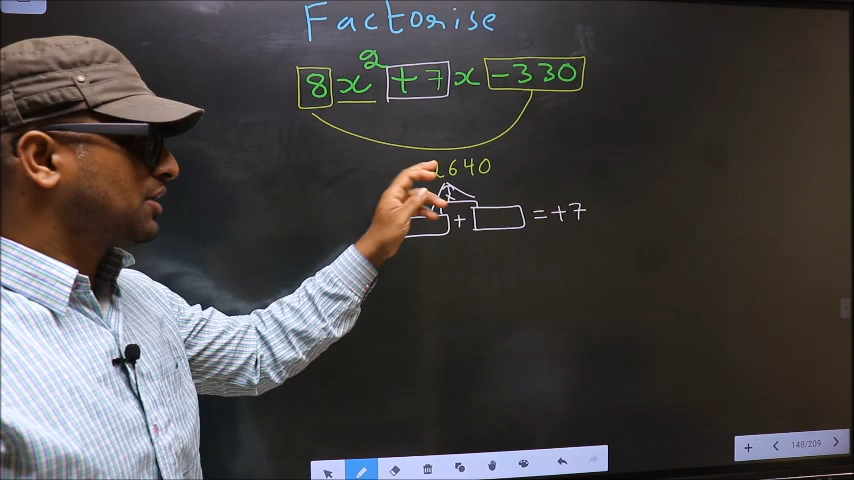 Factorise
8x² +7x -330
2640
+ = +7
148/209